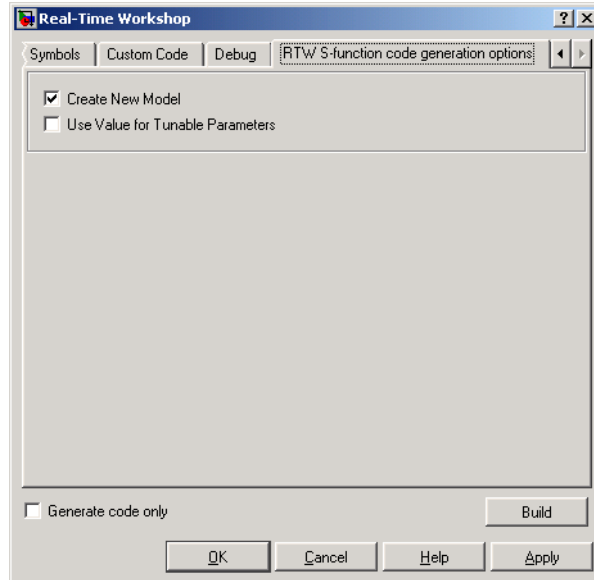 Real-Time Workshop
Symbols Custom Code Debug RTW S-function code generation options
Create New Model
Use Value for Tunable Parameters
Generate code only Build
OK Cancel Help Apply